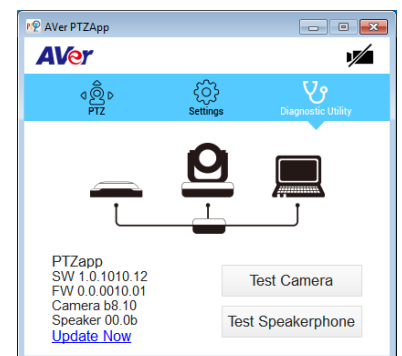 AVer PTZApp
AVer
PTZ
Settings
Diagnostic Utility
PTZapp
SW 1.0.1010.12
FW 0.0.0010.01
Camera b8.10
Speaker 00.0b
Update Now
Test Camera
Test Speakerphone